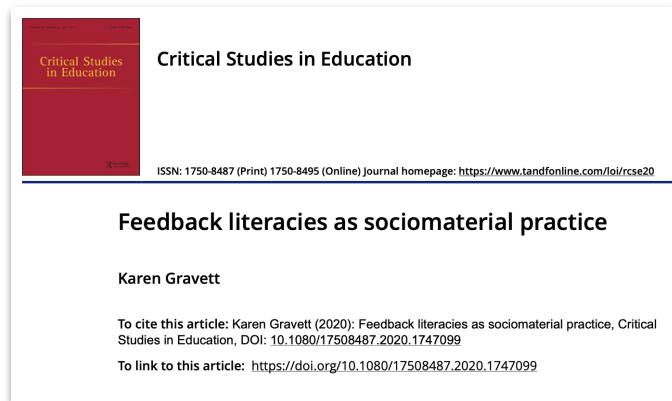 Critical Studies
in Education
Critical Studies in Education
ISSN: 1750-8487 (Print) 1750-8495 (Online) Journal homepage: https://www.tandfonline.com/loi/rcse20
Feedback literacies as sociomaterial practice
Karen Gravett
To cite this article: Karen Gravett (2020): Feedback literacies as sociomaterial practice, Critical
Studies in Education, DOI: 10.1080/17508487.2020.1747099
To link to this article: https://doi.org/10.1080/17508487.2020.1747099